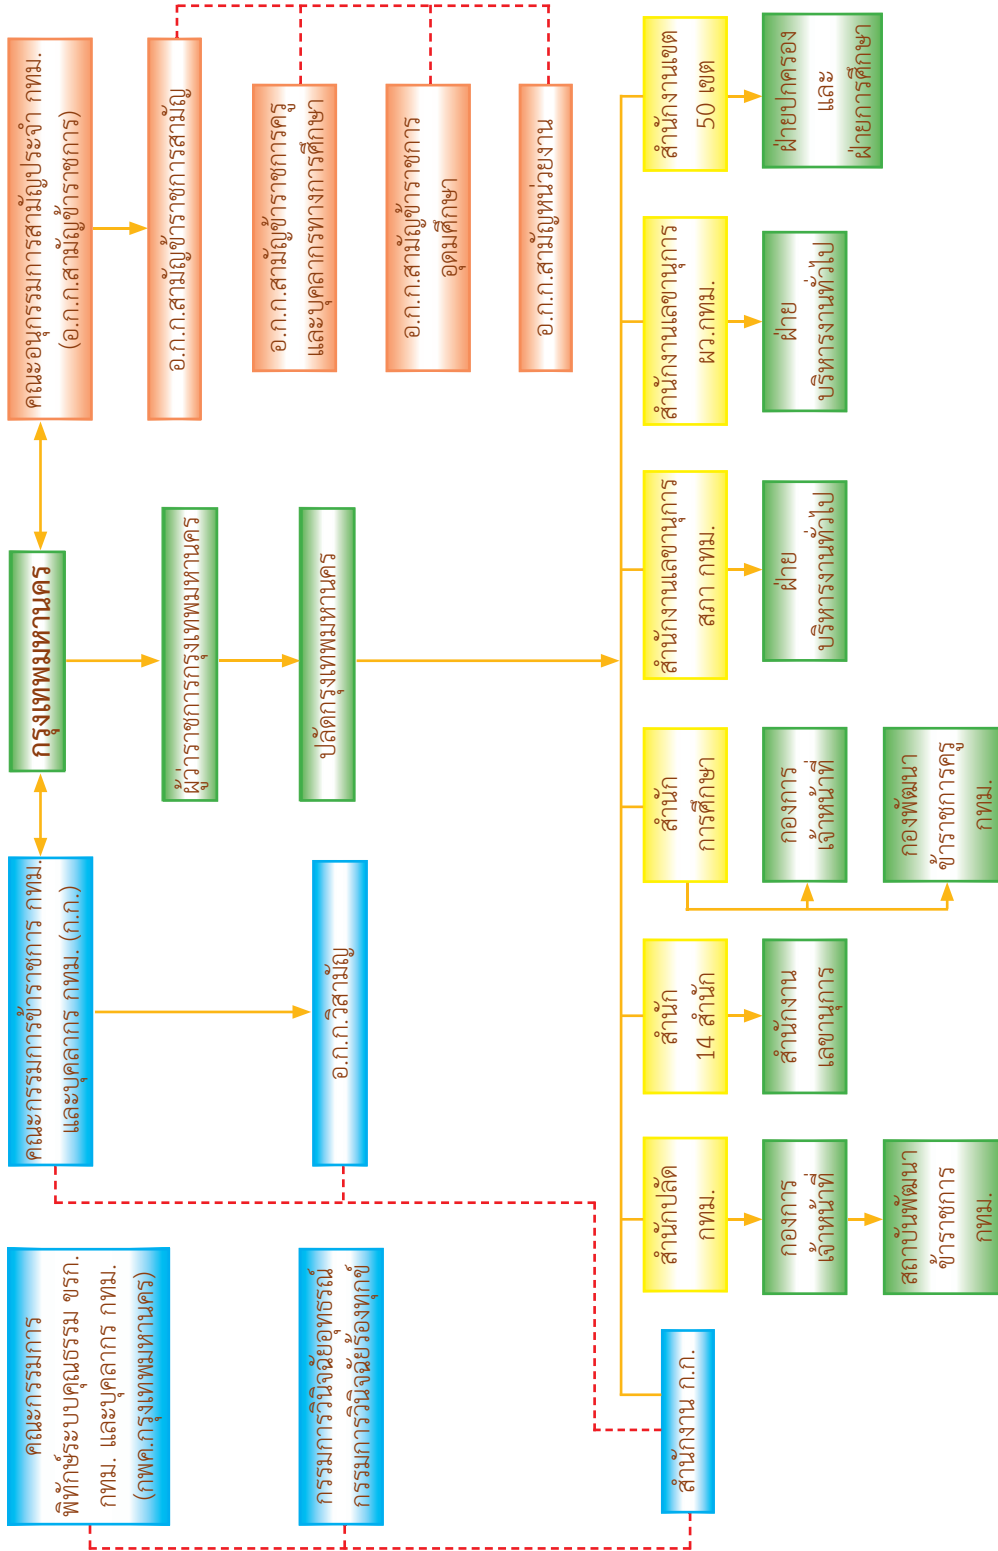 คณะกรรมการ
พิทักษ์ระบบคุณธรรม ขรก.
กทม. และบุคลากร กทม.
(กพค.กรุงเทพมหานคร)
คณะกรรมการข้าราชการ กทม.
และบุคลากร กทม. (ก.ก.)
กรุงเทพมหานคร
คณะอนุกรรมการสามัญประจำ กทม.
(อ.ก.ก.สามัญข้าราชการ)
อ.ก.ก.สามัญข้าราชการสามัญ
ผู้ว่าราชการกรุงเทพมหานคร
กรรมการวินิจฉัยอุทธรณ์
กรรมการวินิจฉัยร้องทุกข์
อ.ก.ก.วิสามัญ
ปลัดกรุงเทพมหานคร
อ.ก.ก.สามัญข้าราชการครู
และบุคลากรทางการศึกษา
อ.ก.ก.สามัญข้าราชการ
อุดมศึกษา
อ.ก.ก.สามัญหน่วยงาน
สำนักงาน ก.ก.
สำนักปลัด
กทม.
สำนัก
14 สำนัก
สำนัก
การศึกษา
สำนักงานเลขานุการ
สภา กทม.
สำนักงานเลขานุการ
ผว.กทม.
สำนักงานเขต
50 เขต
กองการ
เจ้าหน้าที่
สำนักงาน
เลขานุการ
กองการ
เจ้าหน้าที่
ฝ่าย
บริหารงานทั่วไป
ฝ่าย
บริหารงานทั่วไป
ฝ่ายปกครอง
และ
ฝ่ายการศึกษา
สถาบันพัฒนา
ข้าราชการ
กทม.
กองพัฒนา
ข้าราชการครู
กทม.